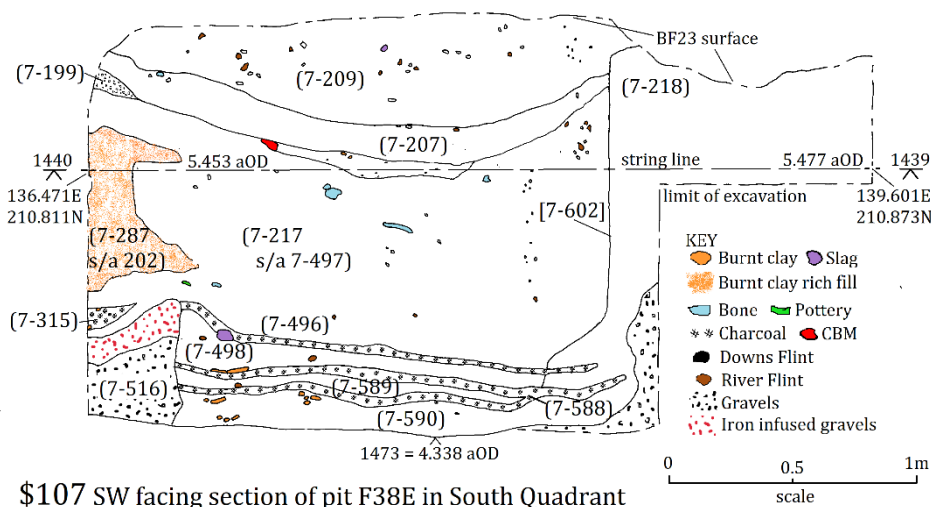 BF23 surface
(7-199)
(7-209)
(7-218)
(7-207)
1440
5.453 aOD
string line
5.477 aOD
1439
136.471E
210.811N
limit of excavation
139.601E
210.873N
[7-602]
(7-287
s/a 202)
(7-217
s/a 7-497)
KEY
Burnt clay
Slag
Burnt clay rich fill
Bone
Pottery
Charcoal
CBM
Downs Flint
River Flint
Gravels
Iron infused gravels
(7-315)
(7-496)
(7-498)
(7-516)
(7-589)
(7-588)
(7-590)
1473 = 4.338 aOD
0
0.5
1m
scale
$107 SW facing section of pit F38E in South Quadrant